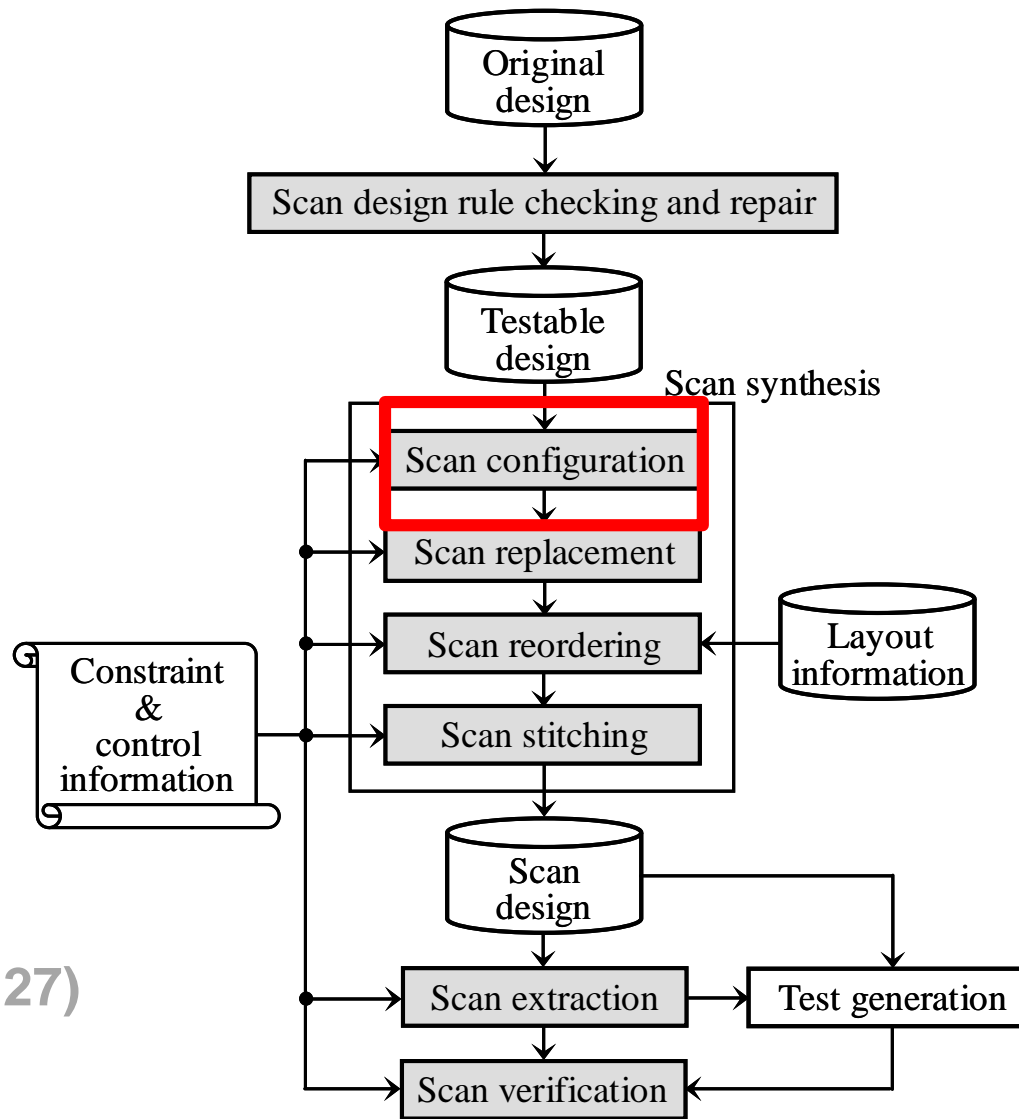 Original
design
Scan design rule checking and repair
Testable
design
Scan synthesis
Scan configuration
Scan replacement
Scan reordering
Layout
information
Constraint
&
control
information
Scan stitching
Scan
design
27)
Scan extraction
Test generation
Scan verification